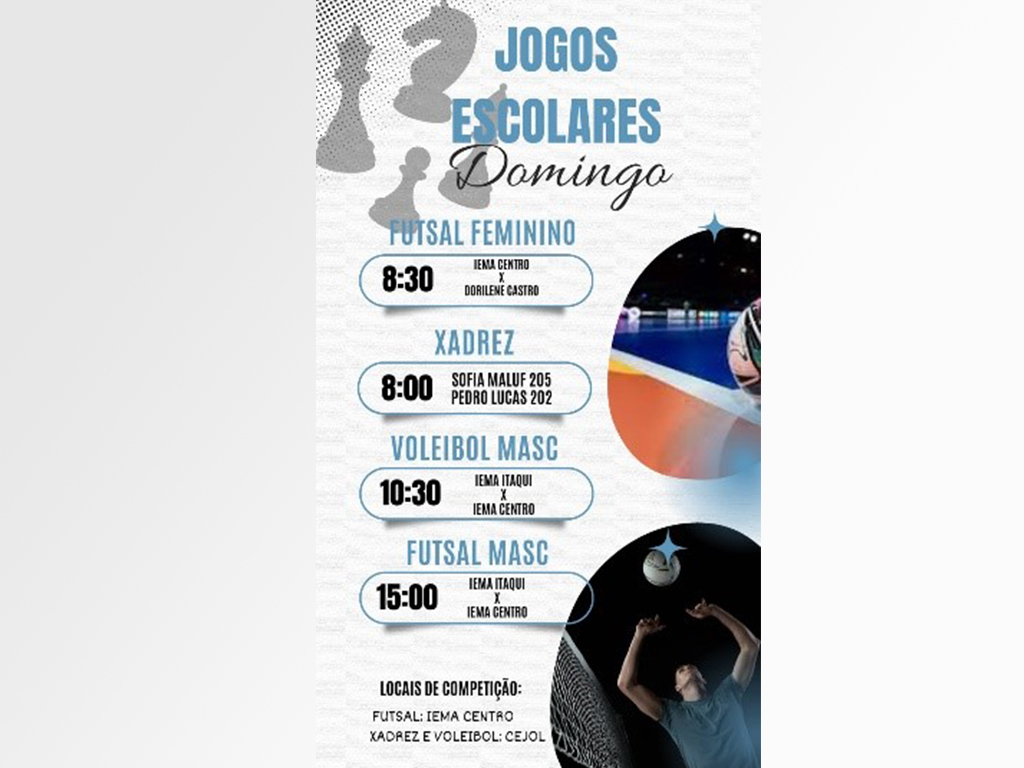 JOGOS
ESCOLARES
Domingo
FUTSAL FEMININO
8:30
IEMA CENTRO
X
DORILENE CASTRO
XADREZ
8:00
SOFIA MALUF 205
PEDRO LUCAS 202
VOLEIBOL MASC
10:30
IEMA ITAQUI
X
IEMA CENTRO
FUTSAL MASC
15:00
IEMA ITAQUI
X
IEMA CENTRO
LOCAIS DE COMPETIÇÃO:
FUTSAL: IEMA CENTRO
XADREZ E VOLEIBOL: CEJOL